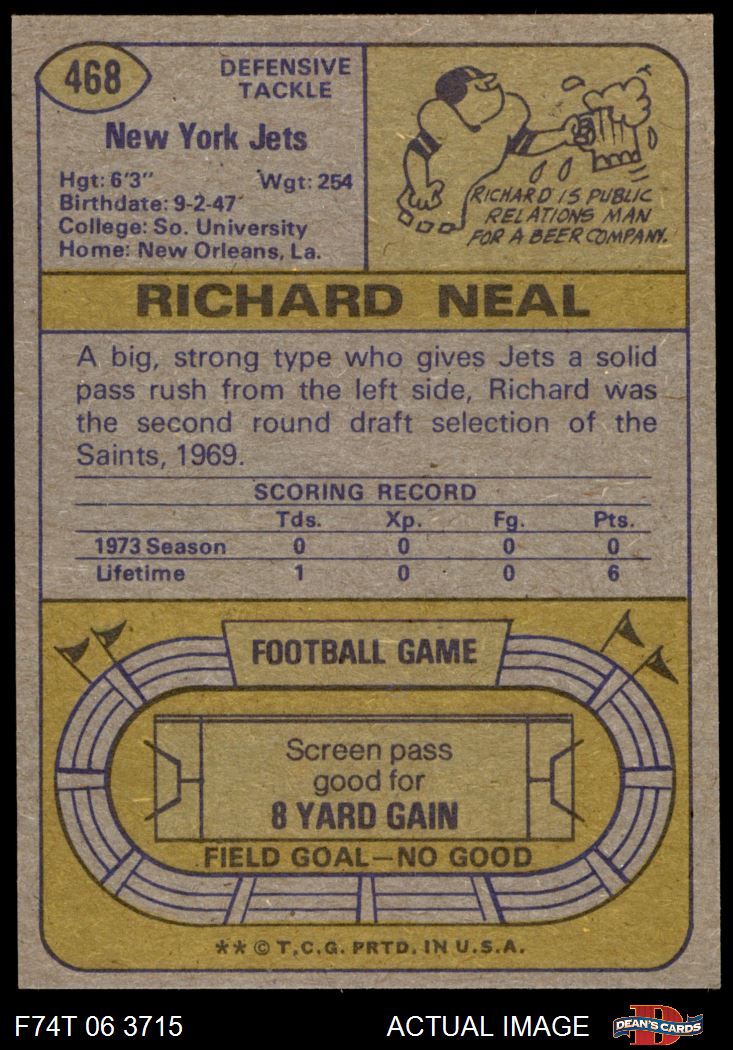 468
DEFENSIVE
TACKLE
New York Jets
Hgt: 6'3" Wgt: 254
Birthdate: 9-2-47
College: So. University
Home: New Orleans, La.
RICHARD IS PUBLIC
RELATIONS MAN
FOR A BEER COMPANY.
RICHARD NEAL
A big, strong type who gives Jets a solid
pass rush from the left side, Richard was
the second round draft selection of the
Saints, 1969.
SCORING RECORD
Tds. Xp. Fg. Pts.
1973 Season 0 0 0 0
Lifetime 1 0 0 6
FOOTBALL GAME
Screen pass
good for
8 YARD GAIN
FIELD GOAL—NO GOOD
** © T.C.G. PRTD. IN U.S.A.
F74T 06 3715 ACTUAL IMAGE D DEAN'S CARDS